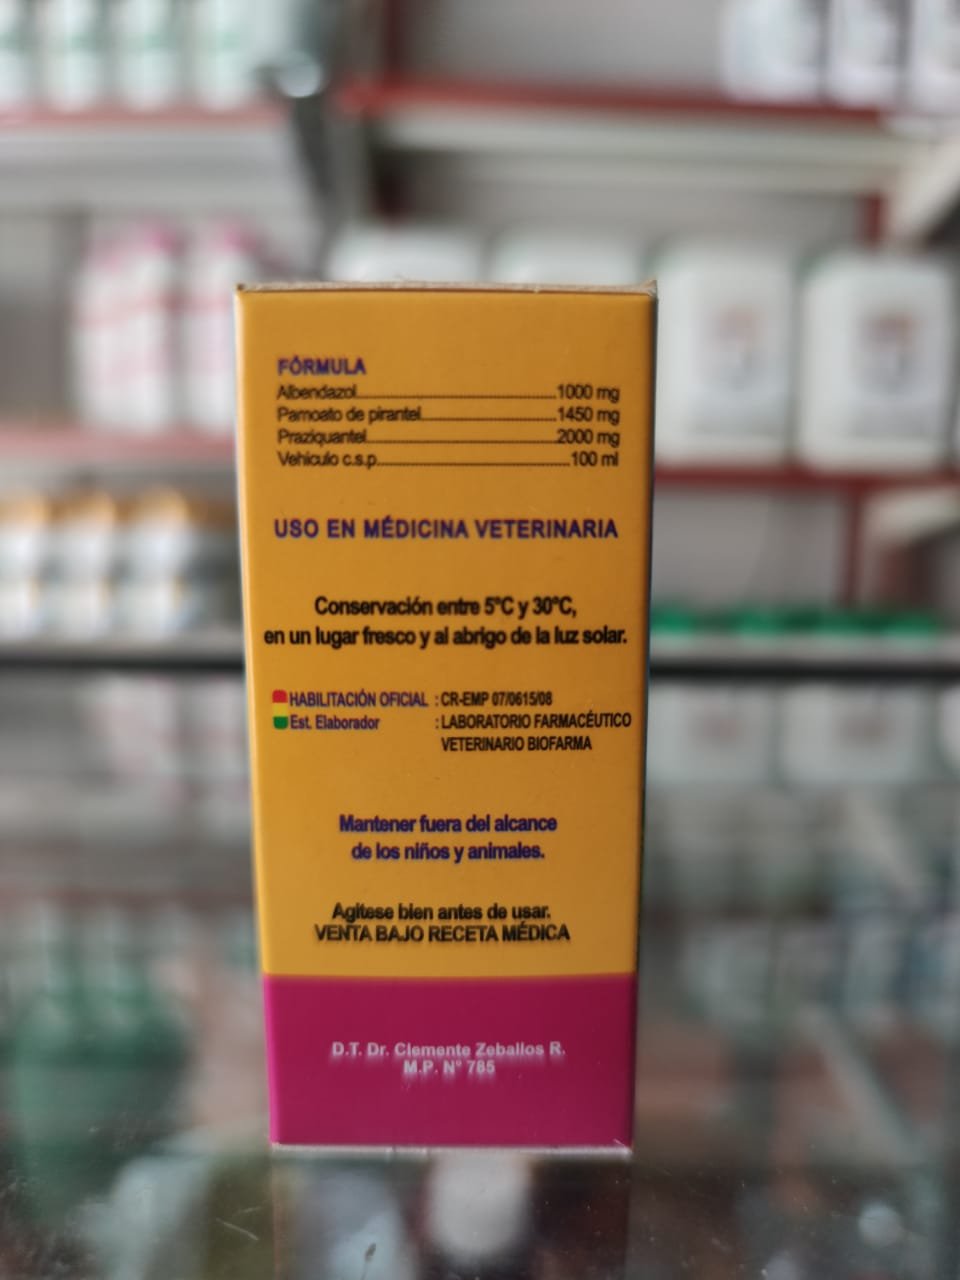 FÓRMULA
Albendazol........................................................1000 mg
Pamoato de pirantel......................................1450 mg
Praziquantel.....................................................2000 mg
Vehiculo c.s.p......................................................100 ml
USO EN MÉDICINA VETERINARIA
Conservación entre 5°C y 30°C,
en un lugar fresco y al abrigo de la luz solar.
HABILITACIÓN OFICIAL : CR-EMP 07/0615/08
Est. Elaborador : LABORATORIO FARMACÉUTICO
VETERINARIO BIOFARMA
Mantener fuera del alcance
de los niños y animales.
Agitese bien antes de usar.
VENTA BAJO RECETA MÉDICA
D.T. Dr. Clemente Zeballos R.
M.P. N° 785